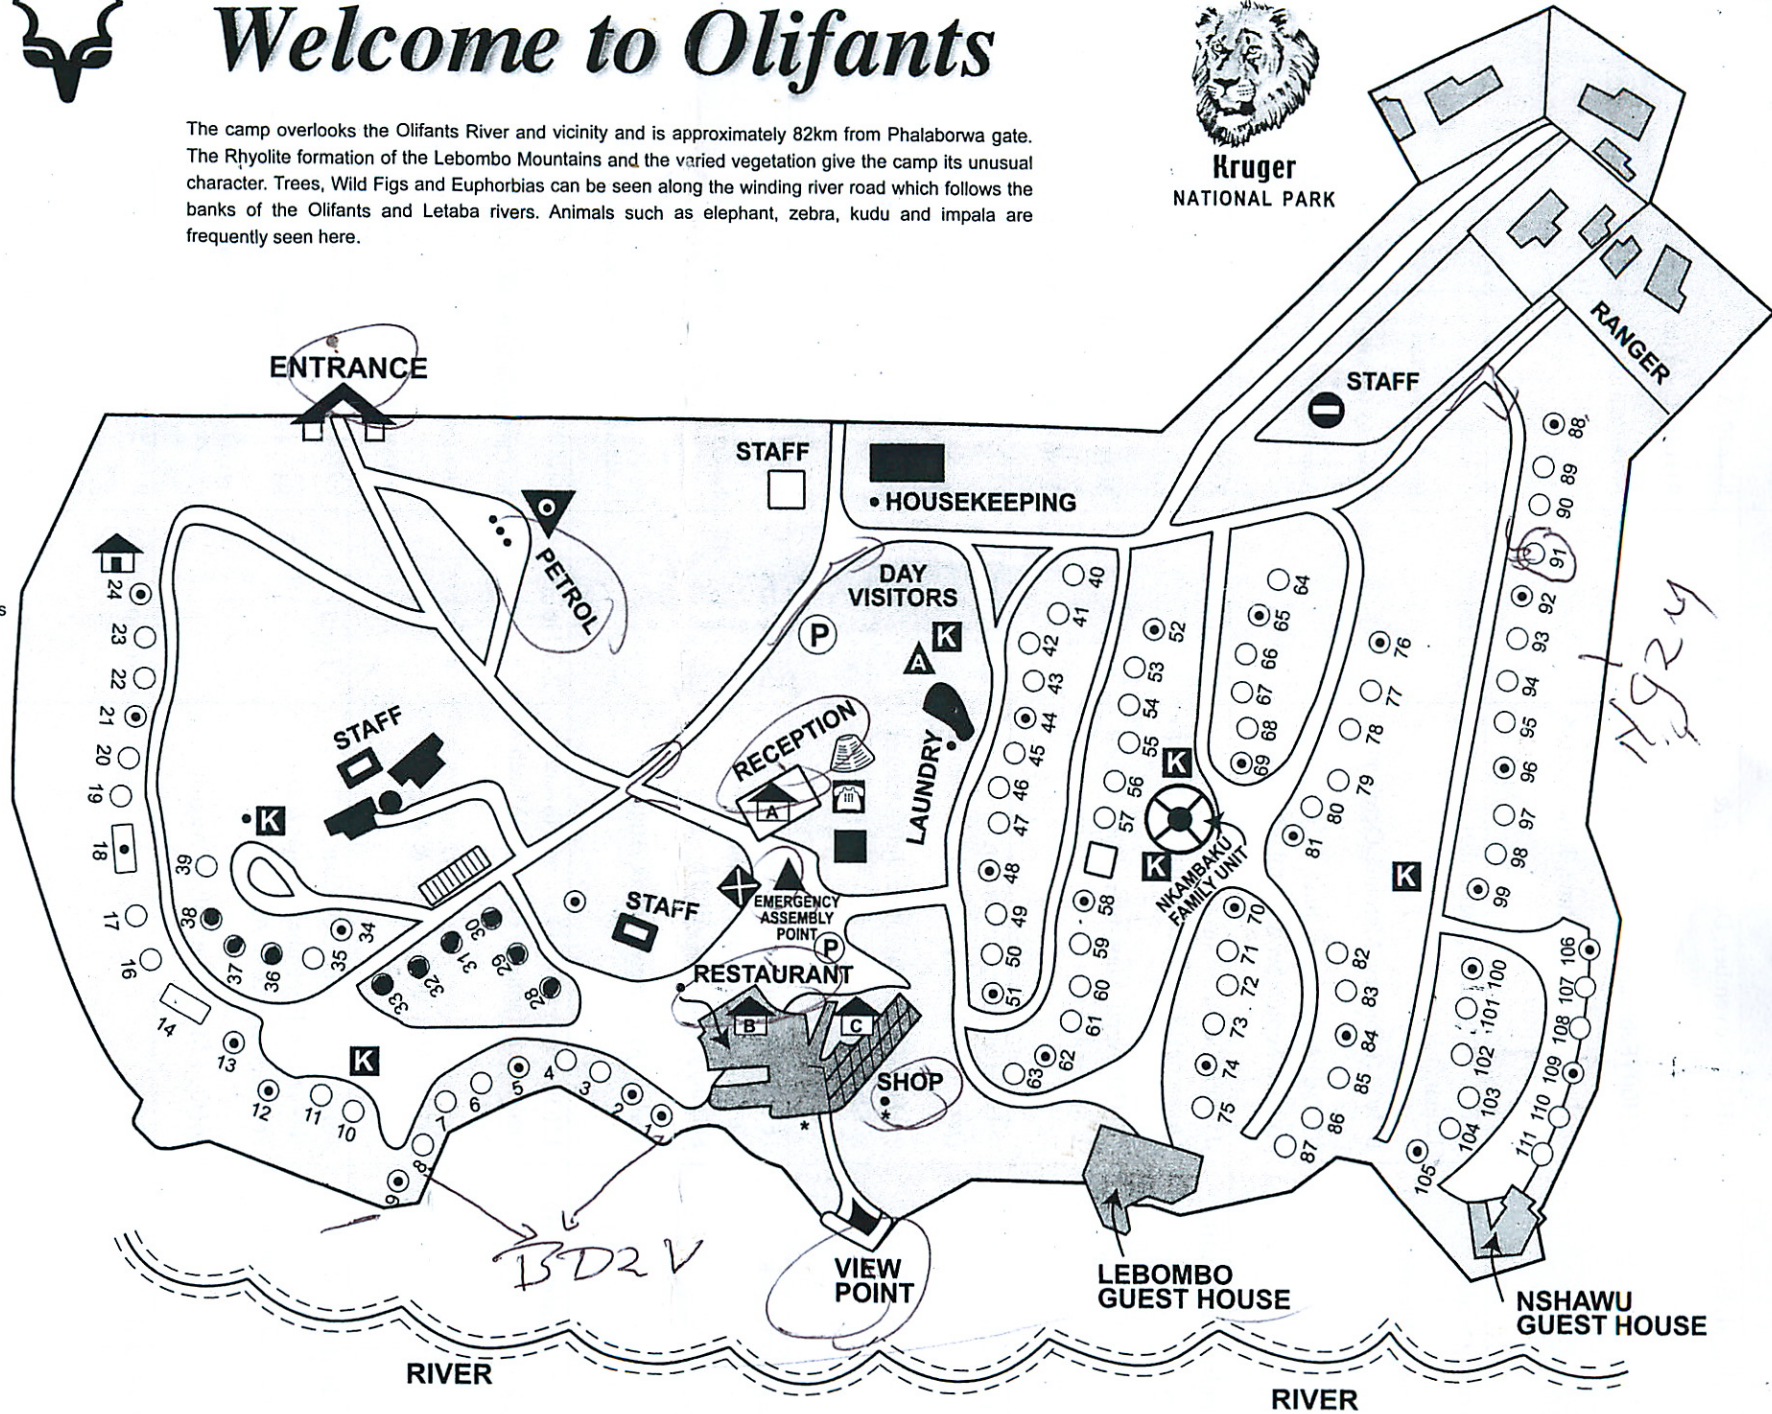 Welcome to Olifants
The camp overlooks the Olifants River and vicinity and is approximately 82km from Phalaborwa gate.
The Rhyolite formation of the Lebombo Mountains and the varied vegetation give the camp its unusual
character. Trees, Wild Figs and Euphorbias can be seen along the winding river road which follows the
banks of the Olifants and Letaba rivers. Animals such as elephant, zebra, kudu and impala are
frequently seen here.
Kruger
NATIONAL PARK
RANGER
STAFF
ENTRANCE
STAFF
HOUSEKEEPING
PETROL
DAY
VISITORS
P
K
A
LAUNDRY
RECEPTION
A
STAFF
K
STAFF
EMERGENCY
ASSEMBLY
POINT
P
RESTAURANT
B
C
SHOP
*
*
K
K
K
NKAMBAKU
FAMILY UNIT
K
VIEW
POINT
LEBOMBO
GUEST HOUSE
NSHAWU
GUEST HOUSE
RIVER
RIVER
BD2V
1
2
3
4
5
6
7
8
9
10
11
12
13
14
16
17
18
19
20
21
22
23
24
28
29
30
31
32
33
34
35
36
37
38
39
40
41
42
43
44
45
46
47
48
49
50
51
52
53
54
55
56
57
58
59
60
61
62
63
64
65
66
67
68
69
70
71
72
73
74
75
76
77
78
79
80
81
82
83
84
85
86
87
88
89
90
91
92
93
94
95
96
97
98
99
100
101
102
103
104
105
106
107
108
109
110
111